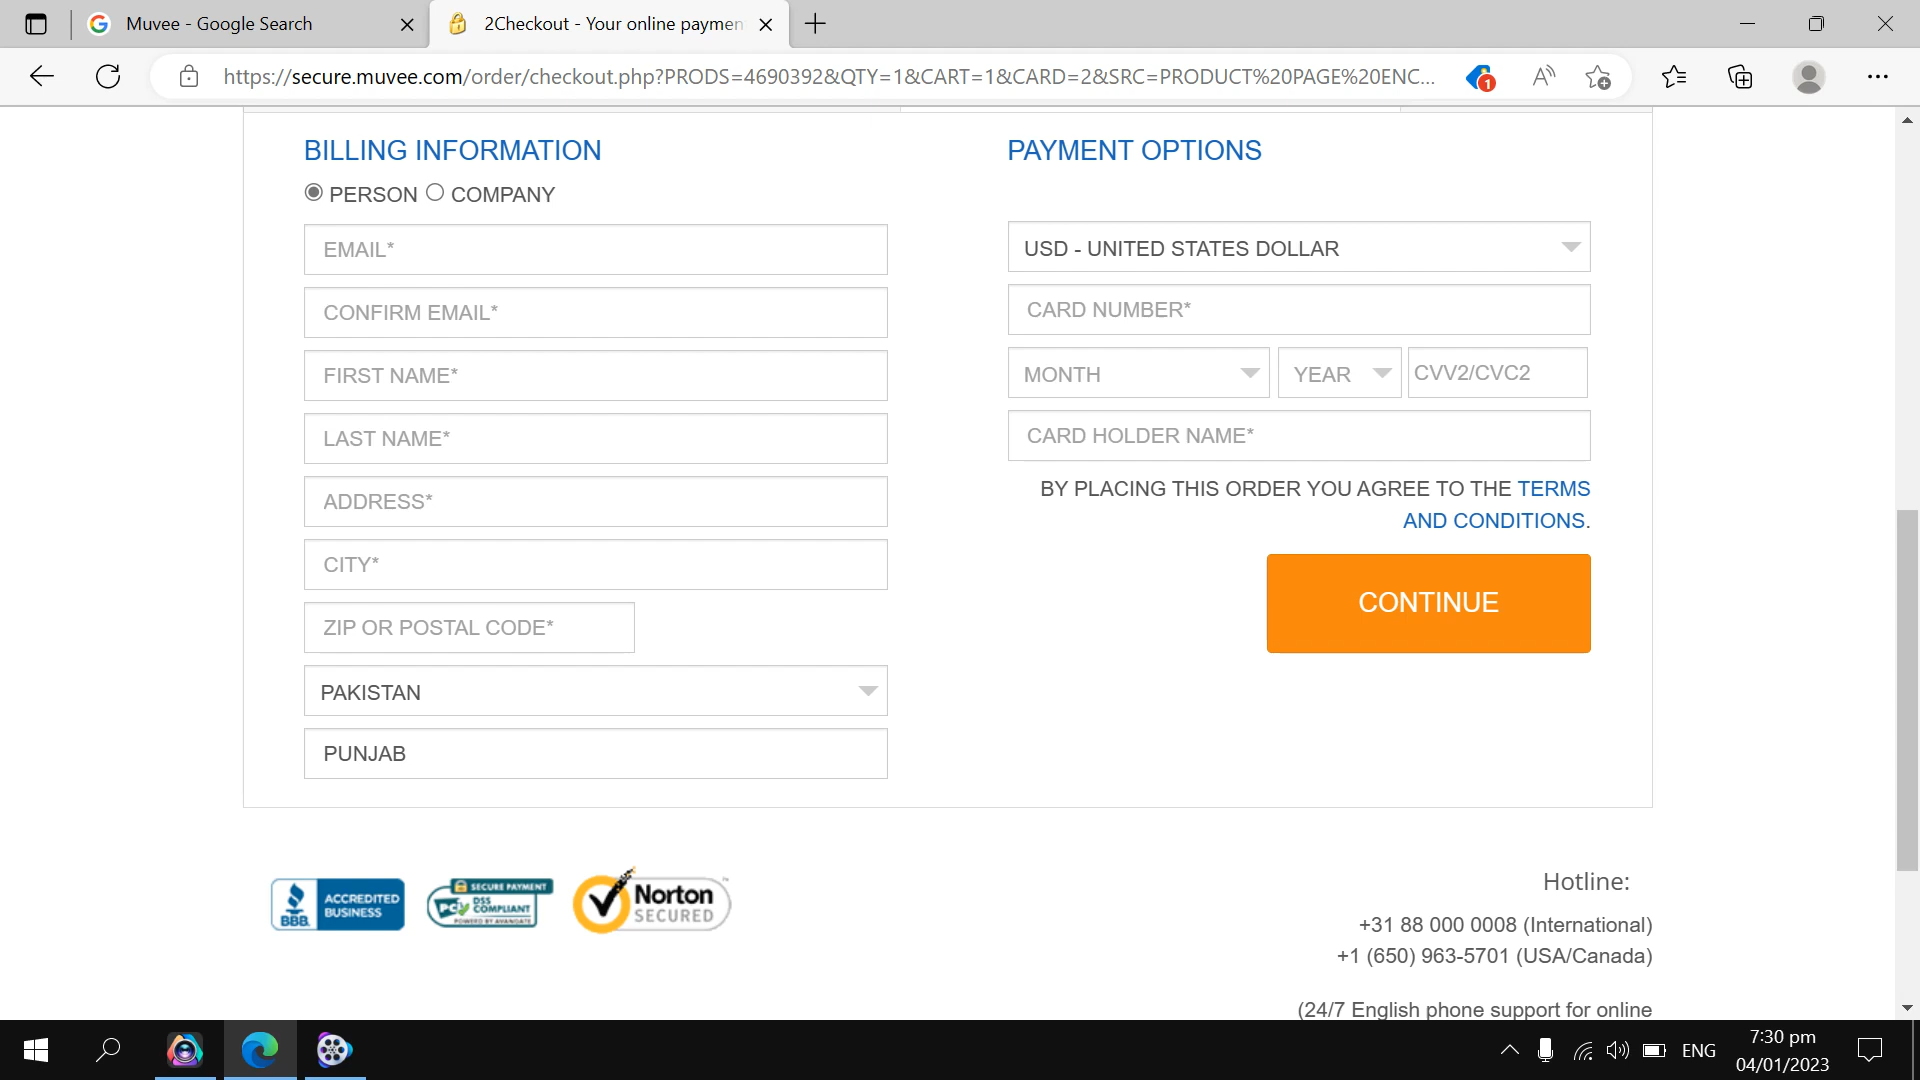 Muvee - Google Search
2Checkout - Your online paymen
https://secure.muvee.com/order/checkout.php?PRODS=4690392&QTY=1&CART=1&CARD=2&SRC=PRODUCT%20PAGE%20ENC...
1
BILLING INFORMATION
PERSON COMPANY
EMAIL*
CONFIRM EMAIL*
FIRST NAME*
LAST NAME*
ADDRESS*
CITY*
ZIP OR POSTAL CODE*
PAKISTAN
PUNJAB
PAYMENT OPTIONS
USD - UNITED STATES DOLLAR
CARD NUMBER*
MONTH YEAR CVV2/CVC2
CARD HOLDER NAME*
BY PLACING THIS ORDER YOU AGREE TO THE TERMS
AND CONDITIONS.
CONTINUE
BBB. ACCREDITED
BUSINESS
SECURE PAYMENT
PCI DSS
COMPLIANT
POWERED BY AVANGATE
Norton
SECURED
Hotline:
+31 88 000 0008 (International)
+1 (650) 963-5701 (USA/Canada)
(24/7 English phone support for online
ENG
7:30 pm
04/01/2023